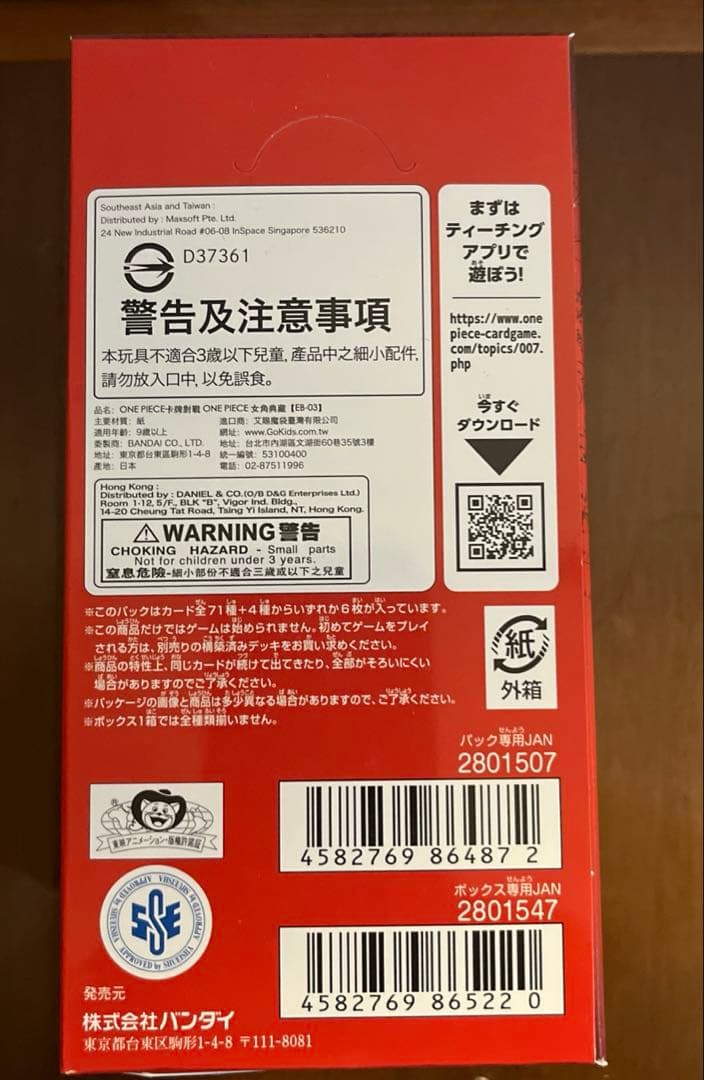 Southeast Asia and Taiwan :
Distributed by : Maxsoft Pte. Ltd.
24 New Industrial Road #06-08 InSpace Singapore 536210
D37361
警告及注意事項
本玩具不適合3歲以下兒童, 產品中之細小配件,
請勿放入口中, 以免誤食。
品名: ONE PIECE卡牌對戰 ONE PIECE 女角典藏【EB-03】
主要材質: 紙
適用年齡: 9歲以上
委製商: BANDAI CO., LTD.
地址: 東京都台東區駒形1-4-8
產地: 日本
進口商: 艾賜魔袋臺灣有限公司
網址: www.GoKids.com.tw
地址: 台北市內湖區文湖街60巷35號3樓
統一編號: 53100400
電話: 02-87511996
Hong Kong :
Distributed by : DANIEL & CO.(O/B D&G Enterprises Ltd.)
Room 1-12, 5/F., BLK "B", Vigor Ind. Bldg.,
14-20 Cheung Tat Road, Tsing Yi Island, NT, Hong Kong.
WARNING 警告
CHOKING HAZARD - Small parts
Not for children under 3 years.
窒息危險-細小部份不適合三歲或以下之兒童
まずは
ティーチング
アプリで
遊ぼう!
https://www.one
piece-cardgame.
com/topics/007.
php
今すぐ
ダウンロード
※このパックはカード全71種+4種からいずれか6枚が入っています。
※この商品だけではゲームは始められません。初めてゲームをプレイ
される方は、別売りの構築済みデッキをお買い求めください。
※商品の特性上、同じカードが続けて出てきたり、全部がそろいにくい
場合がありますのでご了承ください。
※パッケージの画像と商品は多少異なる場合がありますので、ご了承ください。
※ボックス1箱では全種類揃いません。
紙
外箱
パック専用JAN
2801507
4582769 86487 2
ボックス専用JAN
2801547
4582769 86522 0
東映アニメーション・版権許諾証
APPROVED by SHUEISHA
発売元
株式会社バンダイ
東京都台東区駒形1-4-8 〒111-8081